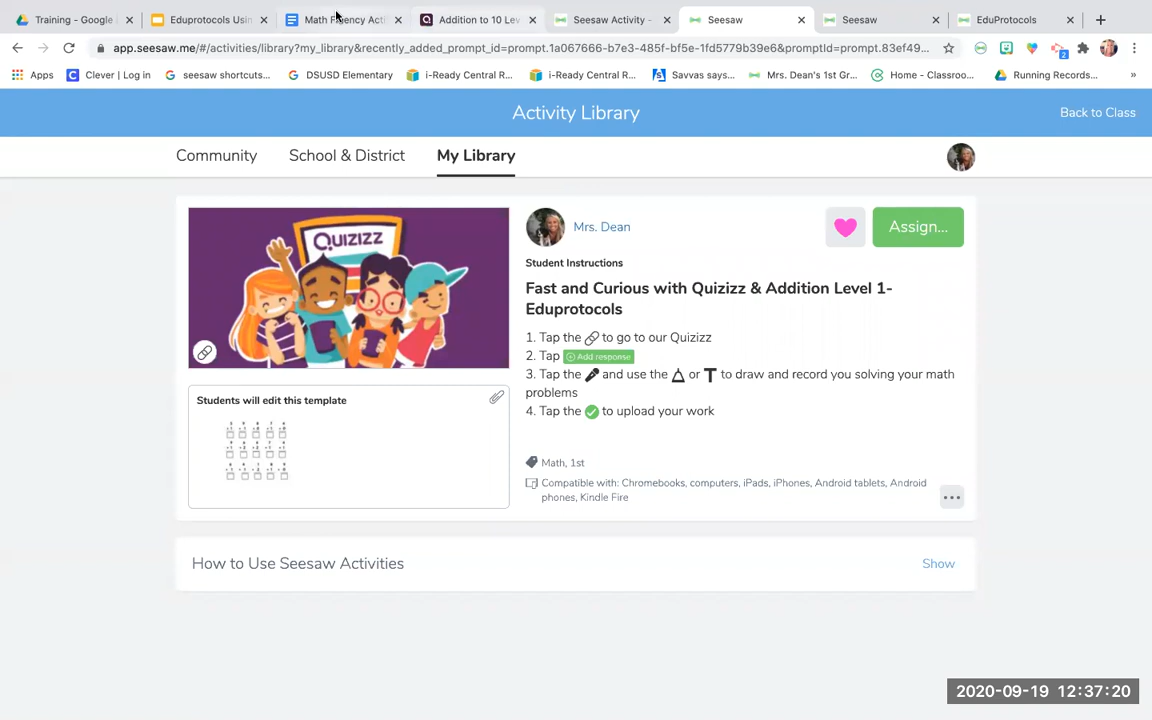 Training - Google
Eduprotocols Usin
Math Fluency Acti
Addition to 10 Lev
Seesaw Activity -
Seesaw
Seesaw
EduProtocols
app.seesaw.me/#/activities/library?my_library&recently_added_prompt_id=prompt.1a067666-b7e3-485f-bf5e-1fd5779b39e6&promptId=prompt.83ef49...
2
Apps
Clever | Log in
seesaw shortcuts...
DSUSD Elementary
i-Ready Central R...
i-Ready Central R...
Savvas says...
Mrs. Dean's 1st Gr...
Home - Classroo...
Running Records...
»
Activity Library
Back to Class
Community
School & District
My Library
QUIZIZZ
Mrs. Dean
Assign...
Student Instructions
Fast and Curious with Quizizz & Addition Level 1-
Eduprotocols
1. Tap the to go to our Quizizz
2. Tap Add response
3. Tap the and use the or T to draw and record you solving your math
problems
4. Tap the to upload your work
Students will edit this template
Math, 1st
Compatible with: Chromebooks, computers, iPads, iPhones, Android tablets, Android
phones, Kindle Fire
How to Use Seesaw Activities
Show
2020-09-19 12:37:20